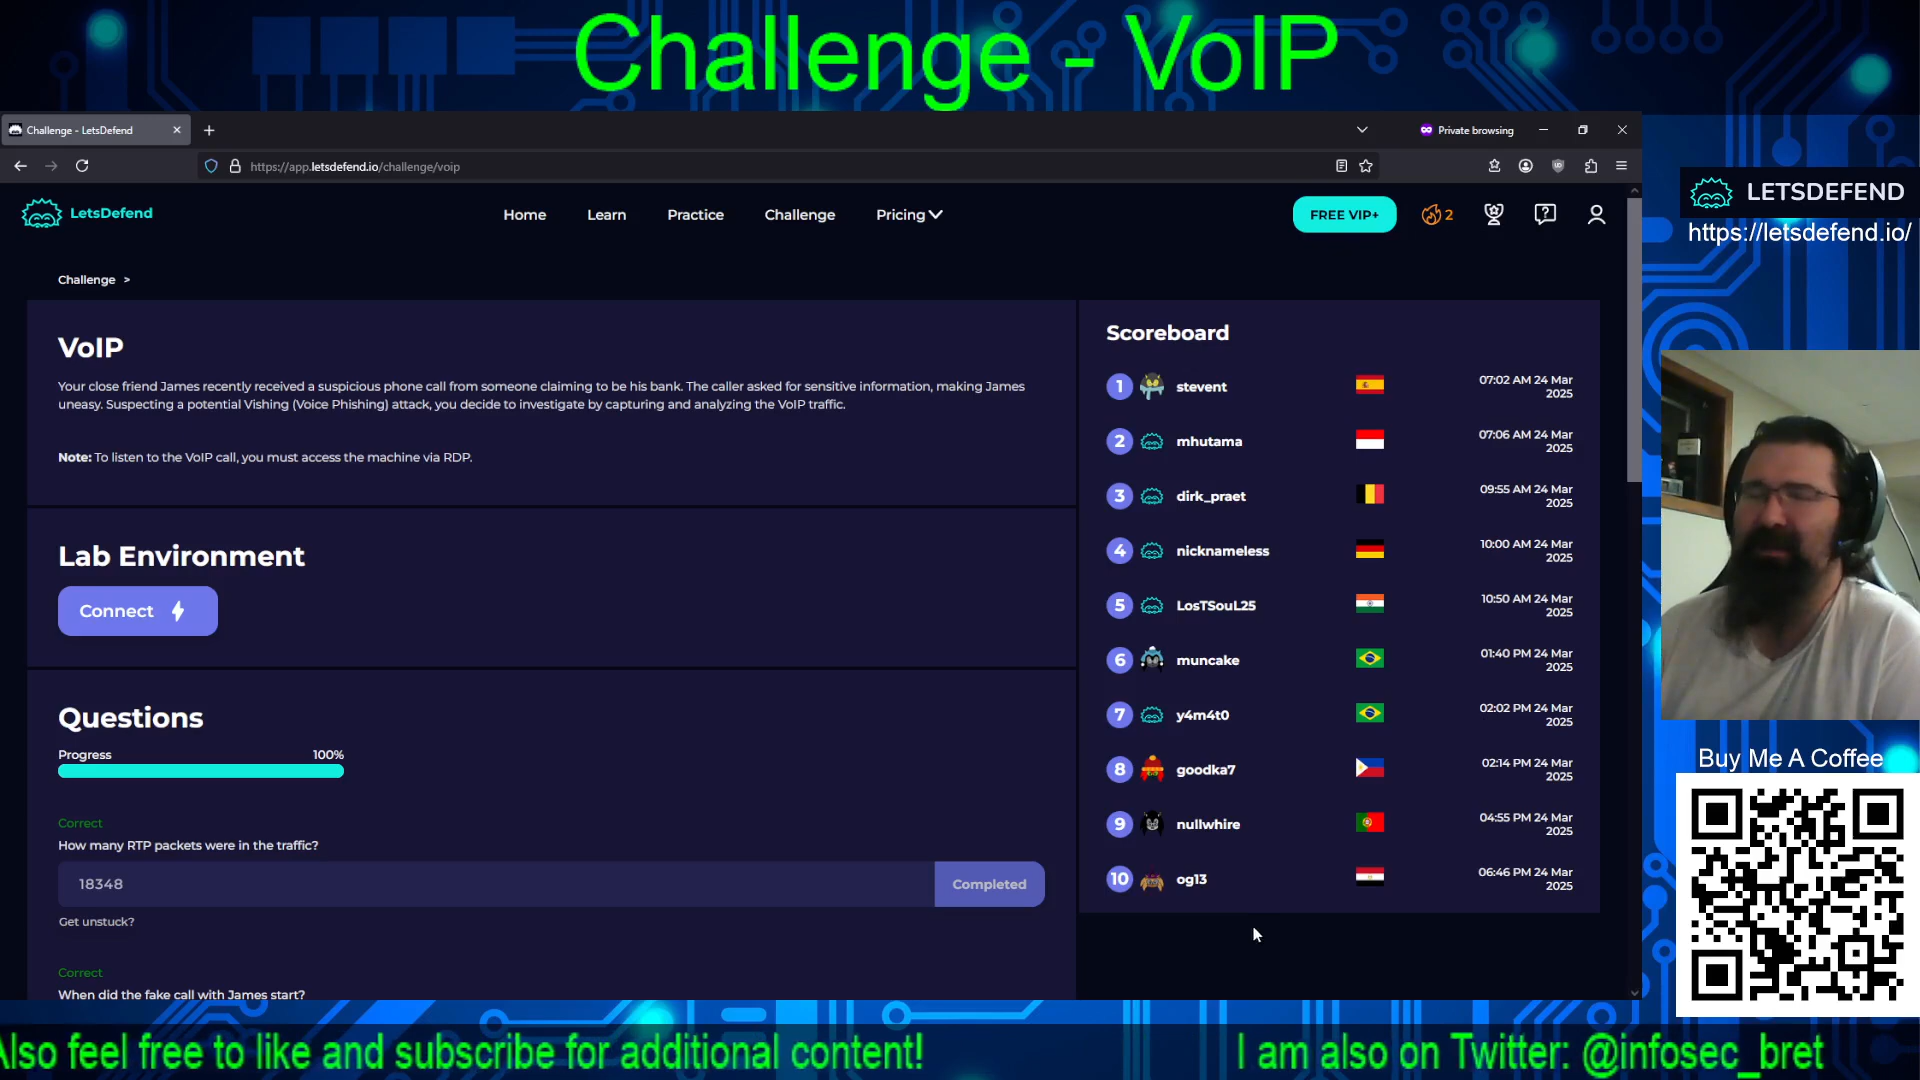 Challenge - VoIP
Challenge - LetsDefend
Private browsing
https://app.letsdefend.io/challenge/voip
LetsDefend
Home
Learn
Practice
Challenge
Pricing
FREE VIP+
2
LETSDEFEND
https://letsdefend.io/
Challenge >
VoIP
Your close friend James recently received a suspicious phone call from someone claiming to be his bank. The caller asked for sensitive information, making James
uneasy. Suspecting a potential Vishing (Voice Phishing) attack, you decide to investigate by capturing and analyzing the VoIP traffic.
Note: To listen to the VoIP call, you must access the machine via RDP.
Lab Environment
Connect
Questions
Progress
100%
Correct
How many RTP packets were in the traffic?
18348
Completed
Get unstuck?
Correct
When did the fake call with James start?
Scoreboard
1 stevent 07:02 AM 24 Mar
2025
2 mhutama 07:06 AM 24 Mar
2025
3 dirk_praet 09:55 AM 24 Mar
2025
4 nicknameless 10:00 AM 24 Mar
2025
5 LosTSouL25 10:50 AM 24 Mar
2025
6 muncake 01:40 PM 24 Mar
2025
7 y4m4t0 02:02 PM 24 Mar
2025
8 goodka7 02:14 PM 24 Mar
2025
9 nullwhire 04:55 PM 24 Mar
2025
10 og13 06:46 PM 24 Mar
2025
Buy Me A Coffee
Also feel free to like and subscribe for additional content!
I am also on Twitter: @infosec_bret